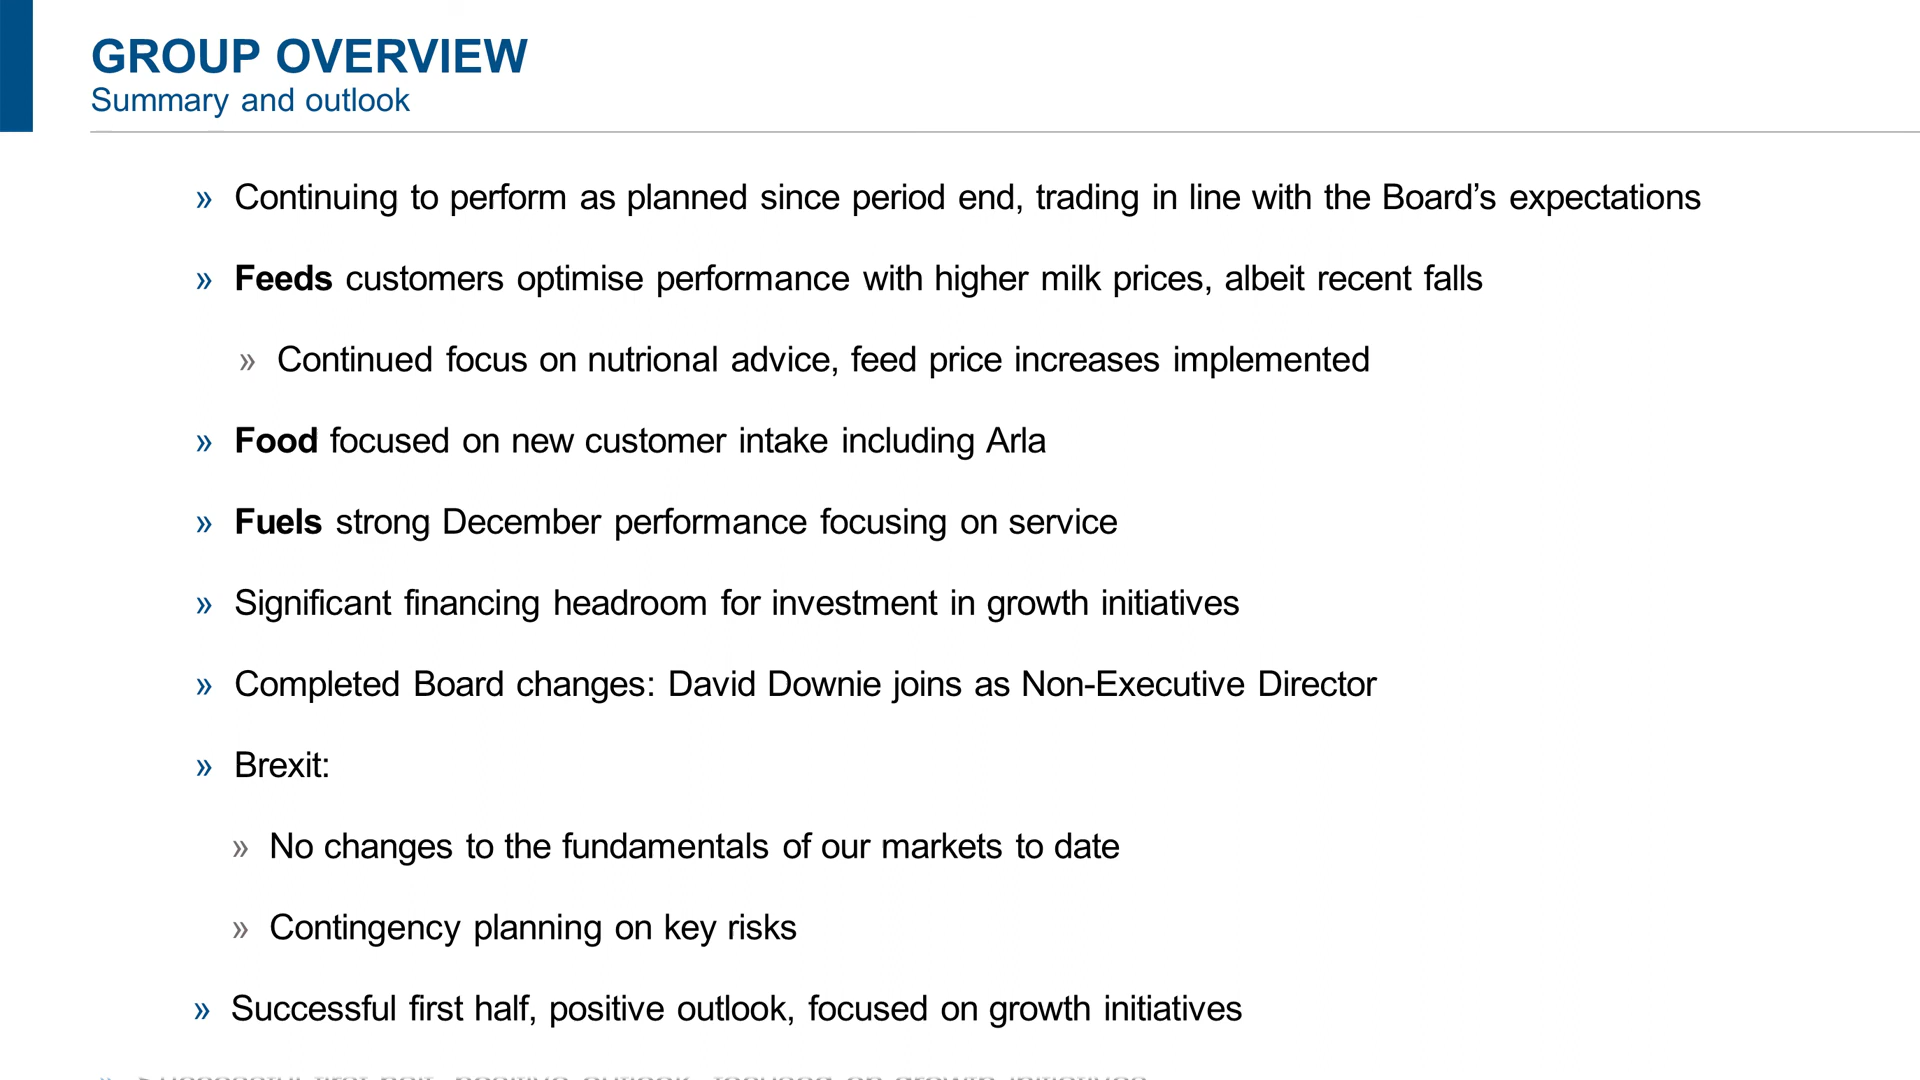 GROUP OVERVIEW
Summary and outlook
» Continuing to perform as planned since period end, trading in line with the Board’s expectations
» Feeds customers optimise performance with higher milk prices, albeit recent falls
» Continued focus on nutrional advice, feed price increases implemented
» Food focused on new customer intake including Arla
» Fuels strong December performance focusing on service
» Significant financing headroom for investment in growth initiatives
» Completed Board changes: David Downie joins as Non-Executive Director
» Brexit:
» No changes to the fundamentals of our markets to date
» Contingency planning on key risks
» Successful first half, positive outlook, focused on growth initiatives